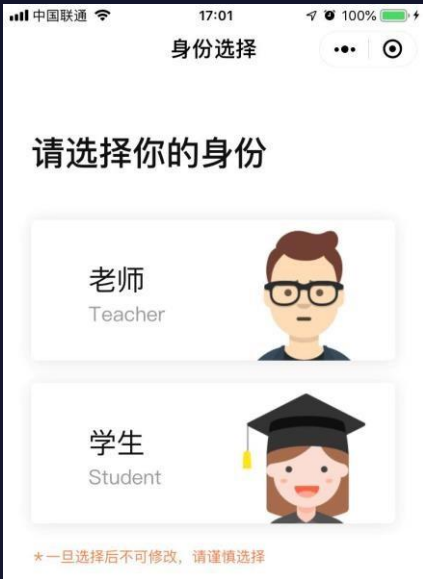 中国联通 17:01 100%
身份选择
请选择你的身份
老师
Teacher
学生
Student
*一旦选择后不可修改，请谨慎选择